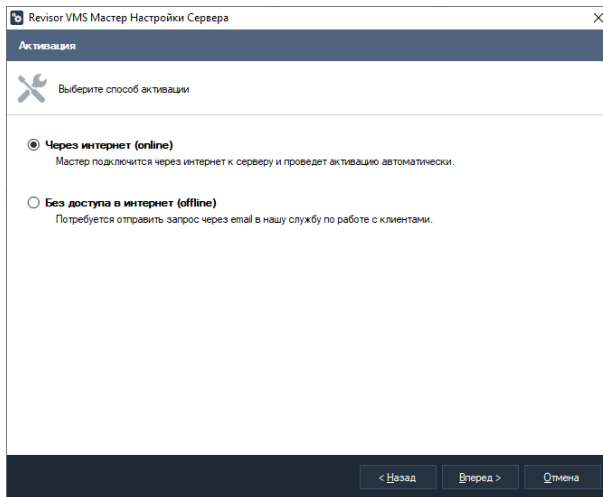 Revisor VMS Мастер Настройки Сервера
Активация
Выберите способ активации
Через интернет (online)
Мастер подключится через интернет к серверу и проведет активацию автоматически.
Без доступа в интернет (offline)
Потребуется отправить запрос через email в нашу службу по работе с клиентами.
< Назад Вперед > Отмена